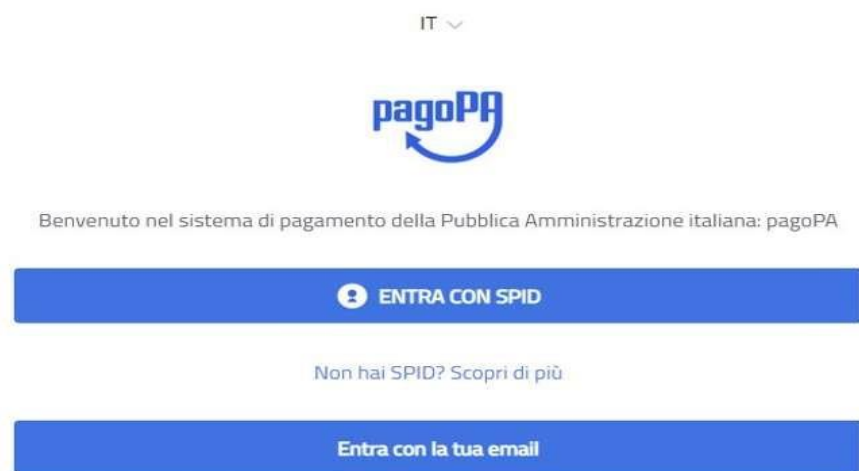 IT
pagoPA
Benvenuto nel sistema di pagamento della Pubblica Amministrazione italiana: pagoPA
ENTRA CON SPID
Non hai SPID? Scopri di più
Entra con la tua email